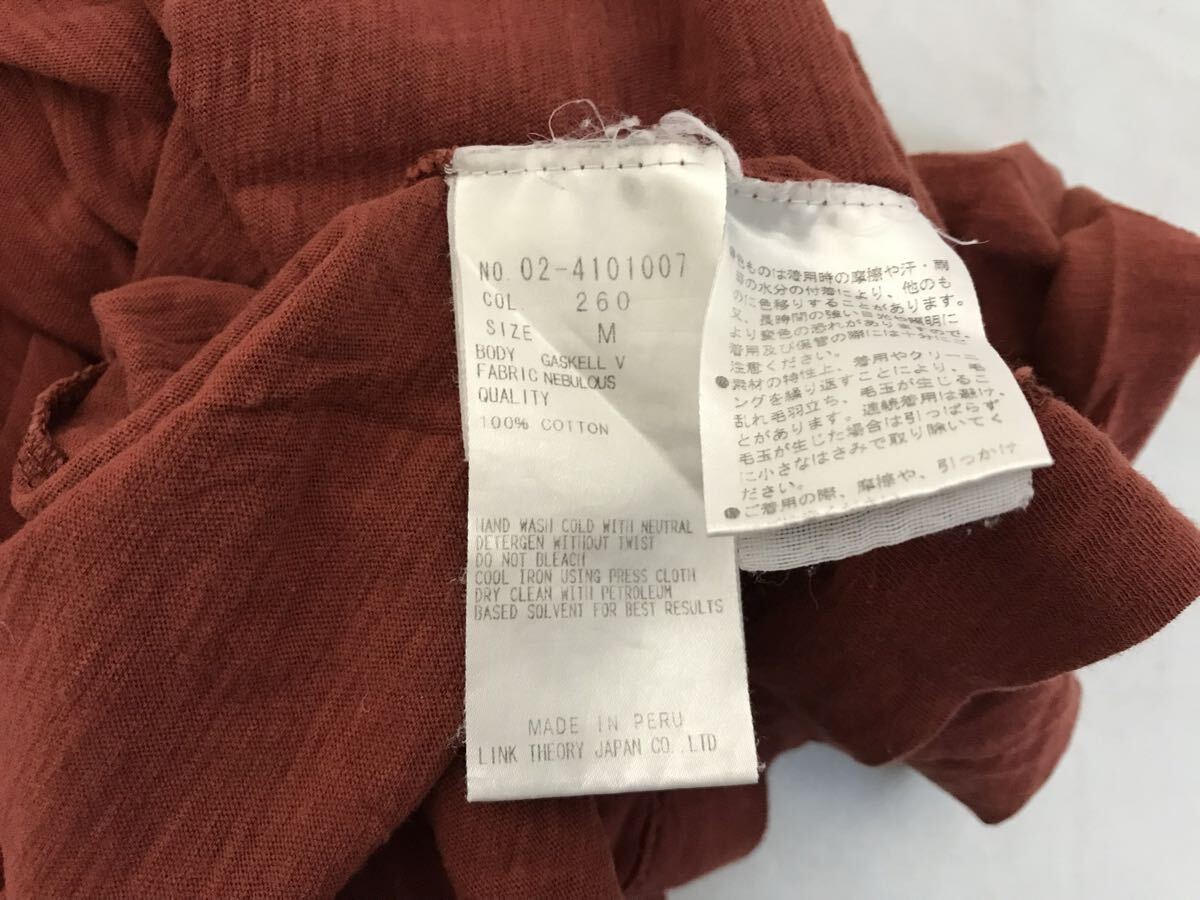 NO. 02-4101007
COL 260
SIZE M
BODY GASKELL V
FABRIC NEBULOUS
QUALITY
100% COTTON
HAND WASH COLD WITH NEUTRAL
DETERGEN WITHOUT TWIST
DO NOT BLEACH
COOL IRON USING PRESS CLOTH
DRY CLEAN WITH PETROLEUM
BASED SOLVENT FOR BEST RESULTS
MADE IN PERU
LINK THEORY JAPAN CO.,LTD
●色ものは着用時の摩擦や汗・雨
の水分の付着により、他のも
のに色移りすることがあります。
又、長時間の強い日光や照明に
より変色の恐れがありますので、
着用及び保管の際には十分にご
注意ください。
●素材の特性上、着用やクリーニ
ングを繰り返すことにより、毛
乱れ毛羽立ち、毛玉が生じるこ
とがあります。連続着用は避け、
毛玉が生じた場合は引っぱらず
に小さなはさみで取り除いてく
ださい。
●ご着用の際、摩擦や、引っかけ